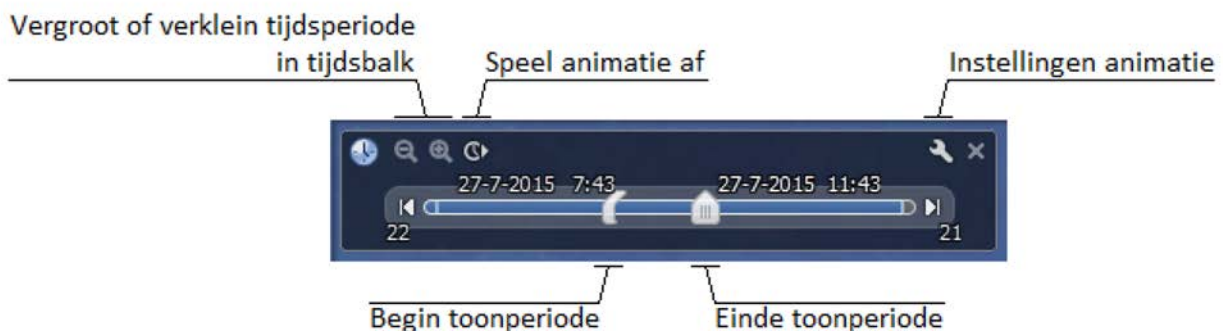 Vergroot of verklein tijdsperiode
in tijdsbalk
Speel animatie af
Instellingen animatie
27-7-2015 7:43
27-7-2015 11:43
22
21
Begin toonperiode
Einde toonperiode